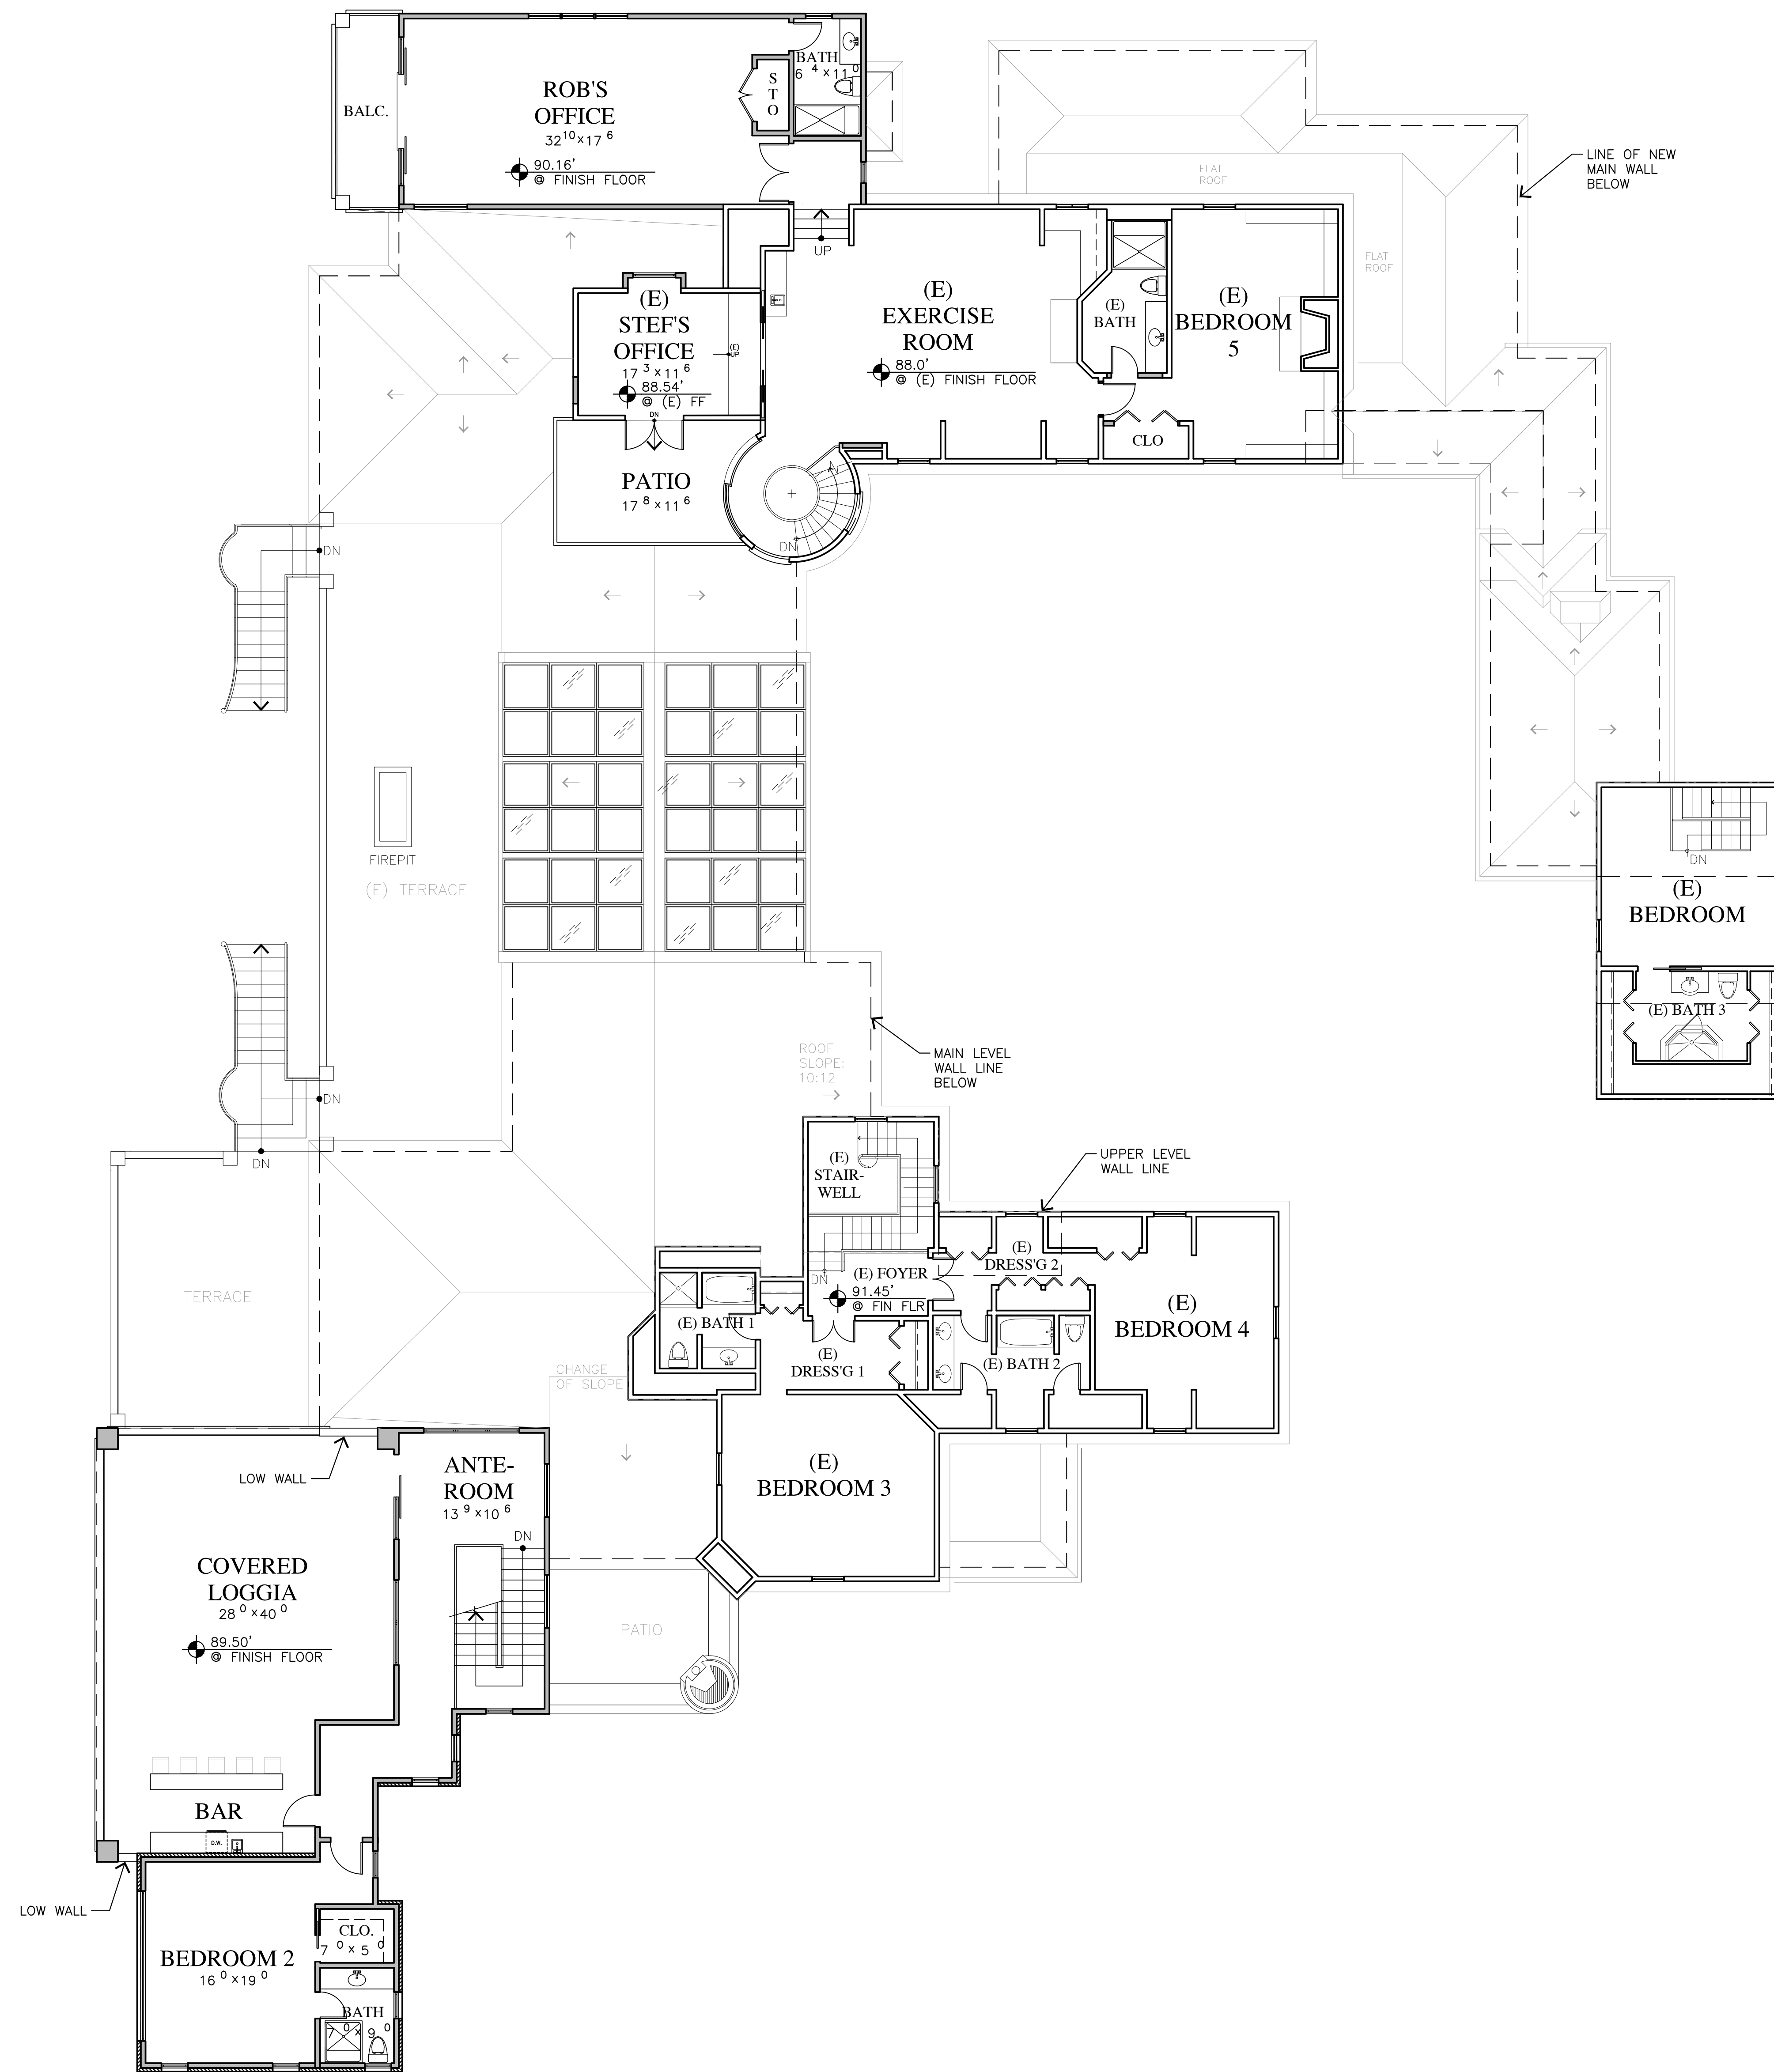 ROB'S
OFFICE
32¹⁰ x 17⁶
90.16'
@ FINISH FLOOR
BALC.
S
T
O
BATH
6⁴ x 11⁰
UP
LINE OF NEW
MAIN WALL
BELOW
FLAT
ROOF
FLAT
ROOF
(E)
STEF'S
OFFICE
17³ x 11⁶
88.54'
@ (E) FF
(E)
UP
DN
PATIO
17⁸ x 11⁶
DN
(E)
EXERCISE
ROOM
88.0'
@ (E) FINISH FLOOR
(E)
BATH
(E)
BEDROOM
5
CLO
DN
FIREPIT
(E) TERRACE
DN
(E)
BEDROOM
(E) BATH 3
DN
DN
ROOF
SLOPE:
10:12
MAIN LEVEL
WALL LINE
BELOW
UPPER LEVEL
WALL LINE
(E)
STAIR-
WELL
DN
(E) FOYER
91.45'
@ FIN FLR
(E)
DRESS'G 2
(E)
BEDROOM 4
(E) BATH 1
(E)
DRESS'G 1
(E) BATH 2
TERRACE
CHANGE
OF SLOPE
(E)
BEDROOM 3
LOW WALL
ANTE-
ROOM
13⁹ x 10⁶
DN
COVERED
LOGGIA
28⁰ x 40⁰
89.50'
@ FINISH FLOOR
PATIO
BAR
D.W.
LOW WALL
CLO.
7⁰ x 5⁰
BEDROOM 2
16⁰ x 19⁰
BATH
7⁰ x 9⁰